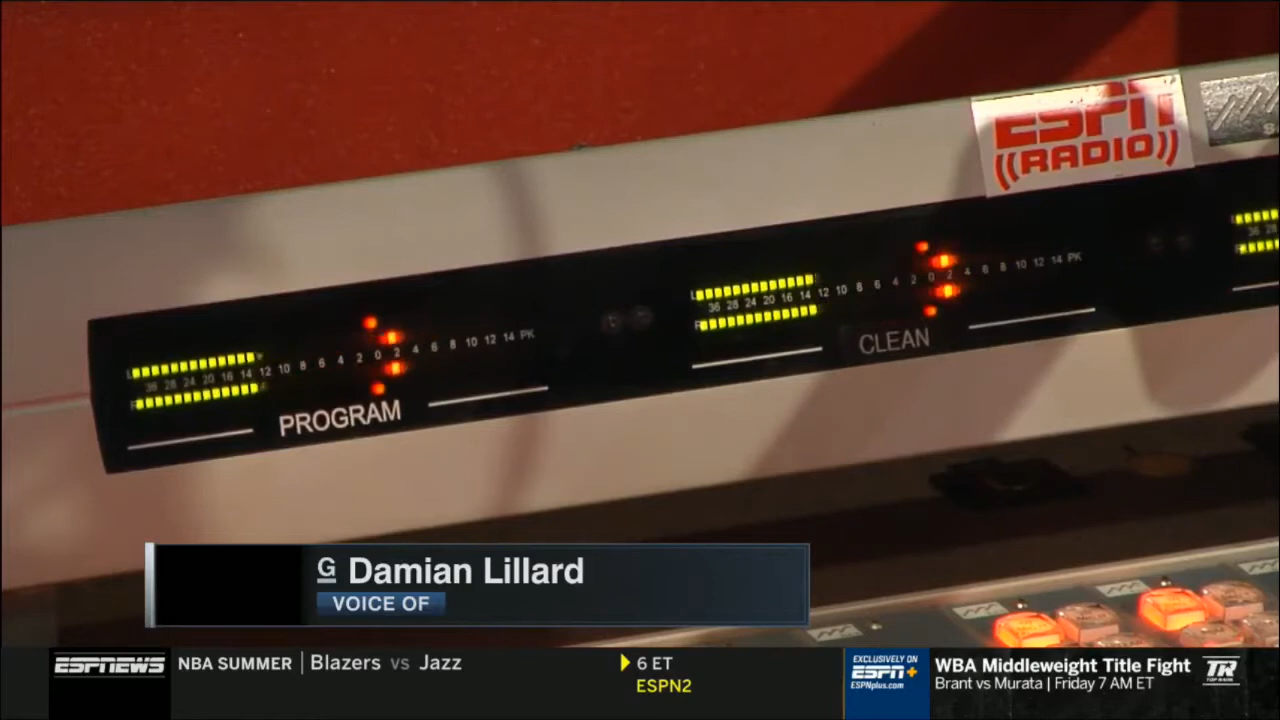 ESPN
RADIO
L
36 28 24 20 16 14 12 10 8 6 4 2 0 2 4 6 8 10 12 14 PK
R
CLEAN
L
36 28 24 20 16 14 12 10 8 6 4 2 0 2 4 6 8 10 12 14 PK
PROGRAM
36 28
G Damian Lillard
VOICE OF
ESPNEWS
NBA SUMMER | Blazers vs Jazz
6 ET
ESPN2
EXCLUSIVELY ON
ESPN+
ESPNplus.com
WBA Middleweight Title Fight
Brant vs Murata | Friday 7 AM ET
TR
TOP RANK